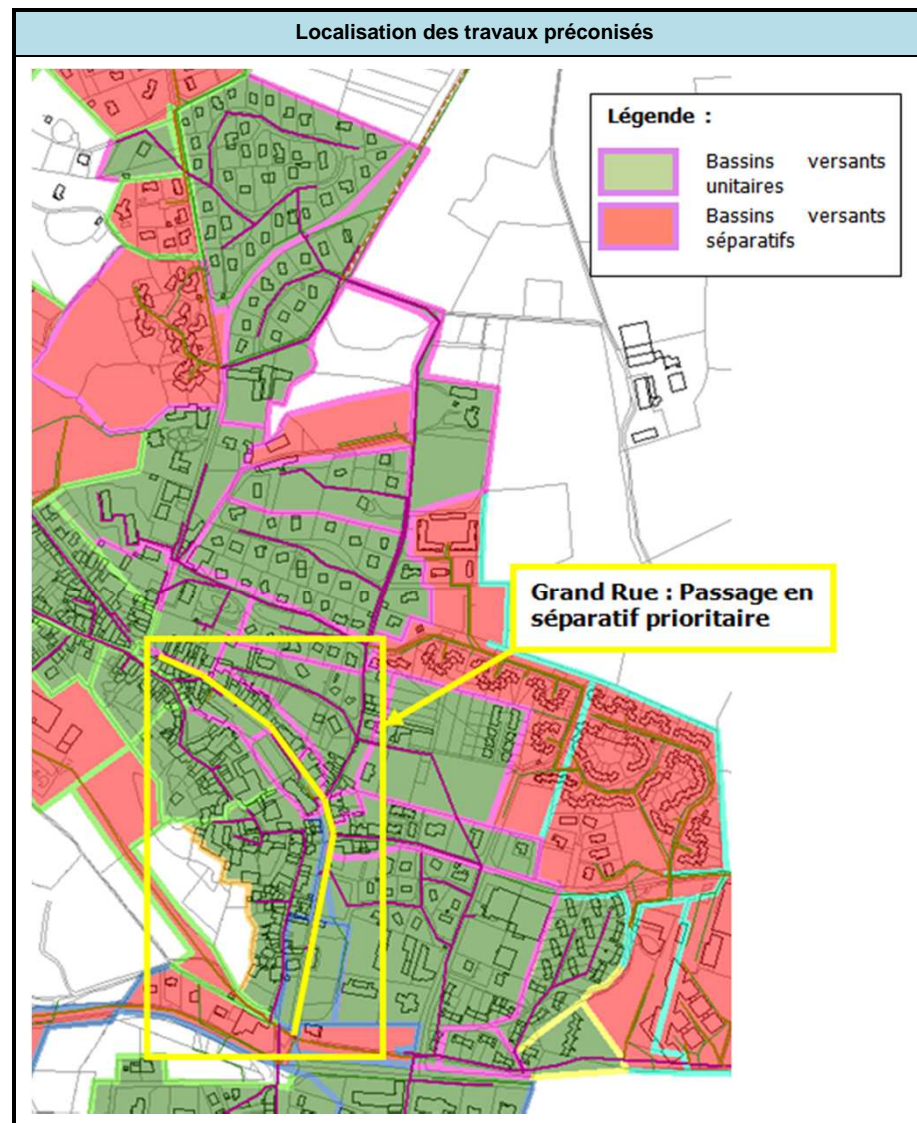 Localisation des travaux préconisés
Légende :
Bassins versants
unitaires
Bassins versants
séparatifs
Grand Rue : Passage en
séparatif prioritaire